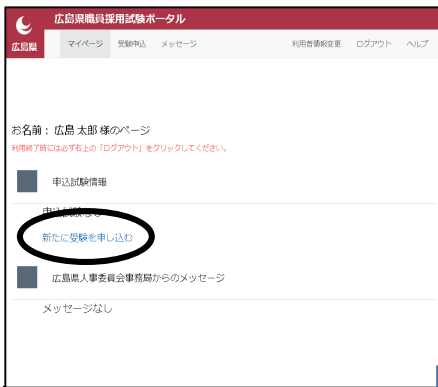 広島県職員採用試験ポータル
広島県
マイページ 受験申込 メッセージ 利用者情報変更 ログアウト ヘルプ
お名前： 広島 太郎 様のページ
利用終了時には必ず右上の「ログアウト」をクリックしてください。
申込試験情報
申込試験なし
新たに受験を申し込む
広島県人事委員会事務局からのメッセージ
メッセージなし